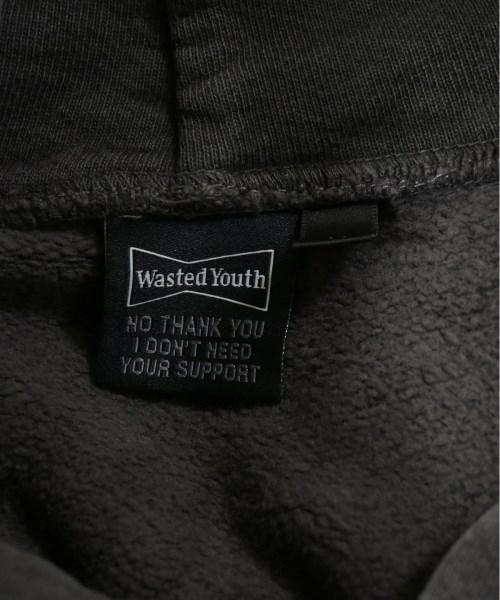 Wasted Youth
NO THANK YOU
I DON'T NEED
YOUR SUPPORT